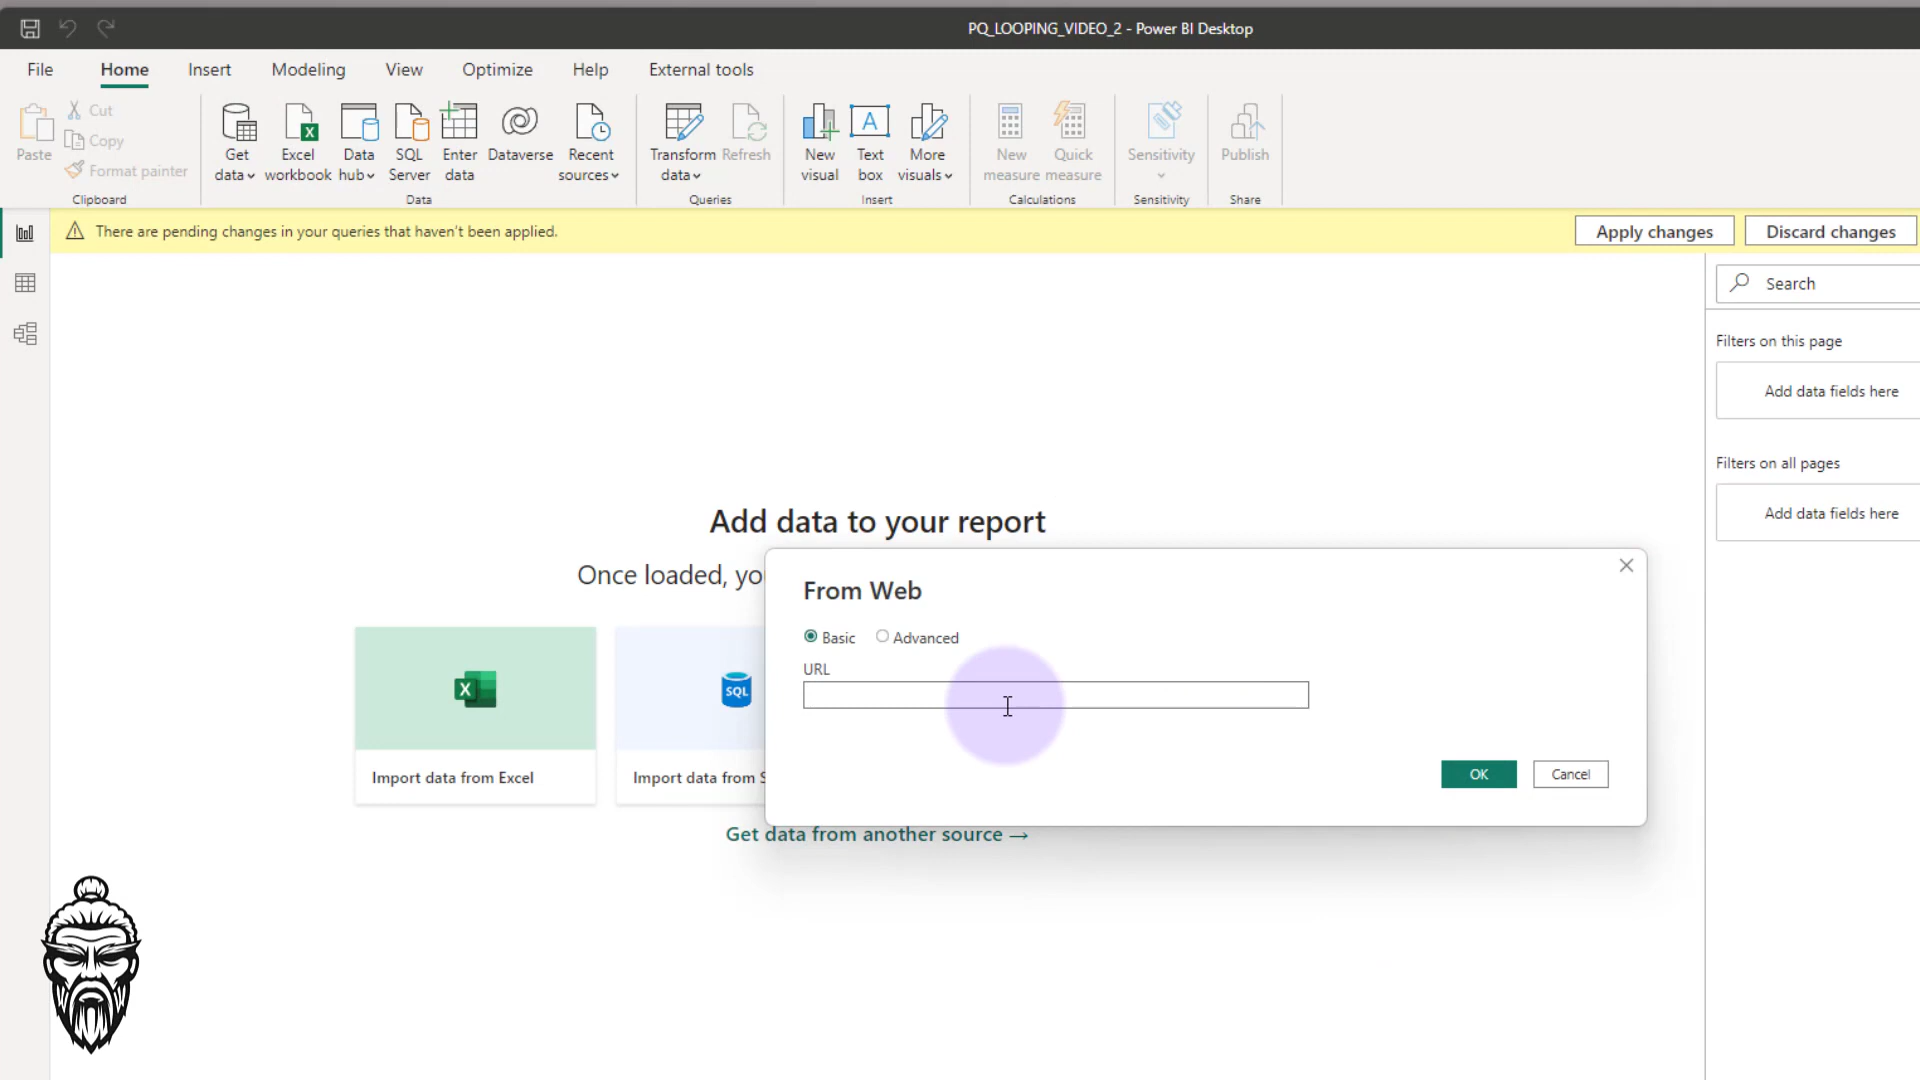 PQ_LOOPING_VIDEO_2 - Power BI Desktop
File Home Insert Modeling View Optimize Help External tools
Paste
Cut
Copy
Format painter
Clipboard
Get data
Excel workbook
Data hub
SQL Server
Enter data
Dataverse
Recent sources
Data
Transform data
Refresh
Queries
New visual
A
Text box
More visuals
Insert
New measure
Quick measure
Calculations
Sensitivity
Sensitivity
Publish
Share
There are pending changes in your queries that haven't been applied.
Apply changes
Discard changes
Search
Filters on this page
Add data fields here
Filters on all pages
Add data fields here
Add data to your report
Once loaded, yo
From Web
Basic
Advanced
URL
OK
Cancel
X
SQL
Import data from Excel
Import data from S
Get data from another source →